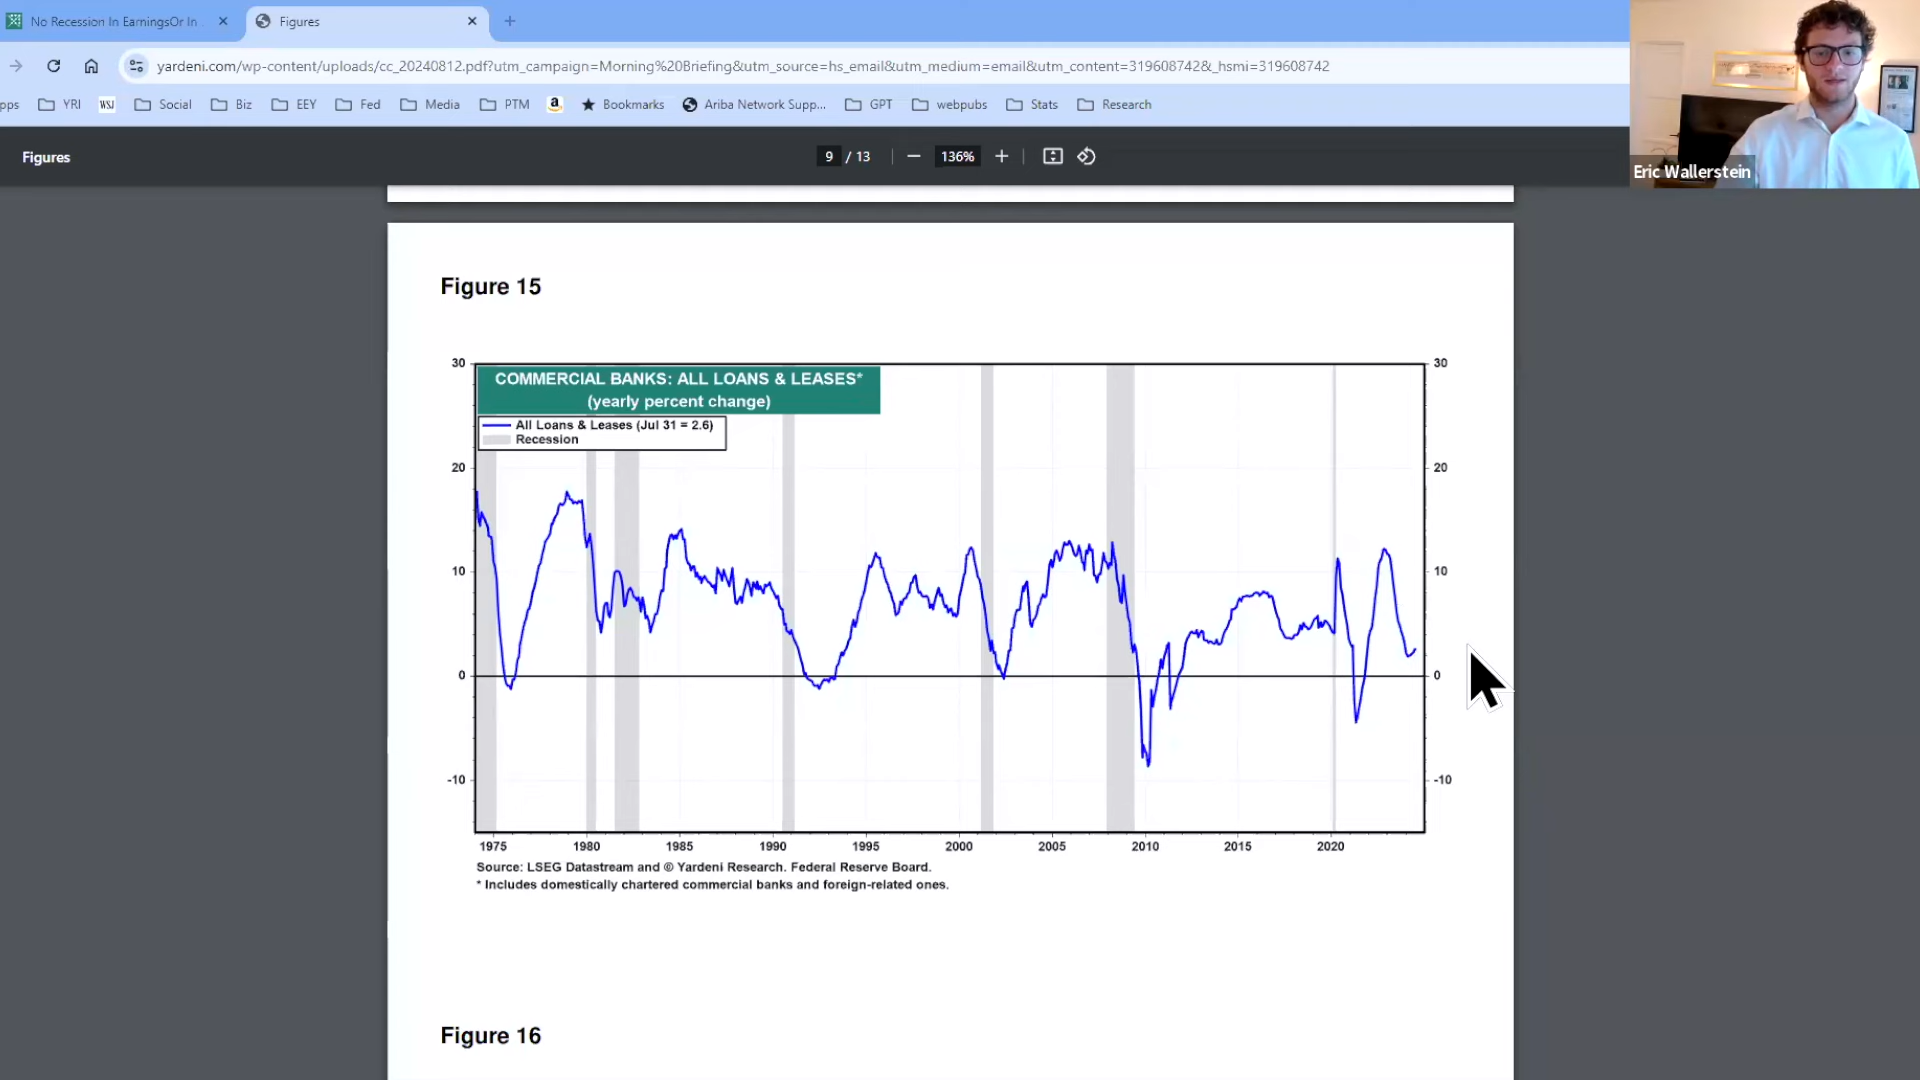 No Recession In EarningsOr In
Figures
yardeni.com/wp-content/uploads/cc_20240812.pdf?utm_campaign=Morning%20Briefing&utm_source=hs_email&utm_medium=email&utm_content=319608742&_hsmi=319608742
pps YRI WSJ Social Biz EEY Fed Media PTM a Bookmarks Ariba Network Supp... GPT webpubs Stats Research
Figures
9 / 13 136%
Eric Wallerstein
Figure 15
COMMERCIAL BANKS: ALL LOANS & LEASES*
(yearly percent change)
All Loans & Leases (Jul 31 = 2.6)
Recession
30 30
20 20
10 10
0 0
-10 -10
1975 1980 1985 1990 1995 2000 2005 2010 2015 2020
Source: LSEG Datastream and © Yardeni Research. Federal Reserve Board.
* Includes domestically chartered commercial banks and foreign-related ones.
Figure 16